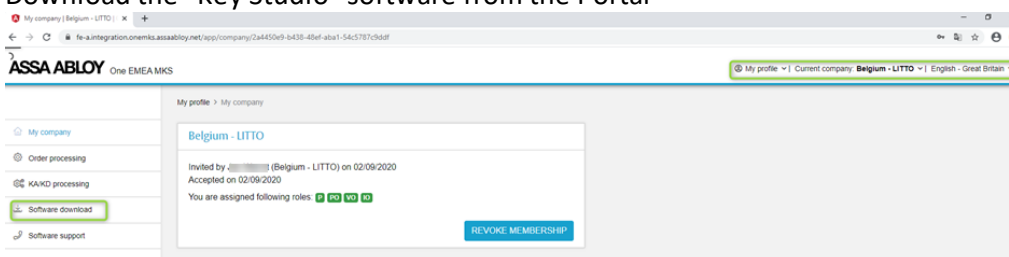 Download the "Key Studio" software from the Portal
My company | Belgium - LITTO |
fe-a.integration.onemks.assaabloy.net/app/company/2a4450e9-b438-48ef-aba1-54c5787c9ddf
ASSA ABLOY One EMEA MKS
My profile | Current company: Belgium - LITTO | English - Great Britain
My profile > My company
My company
Order processing
KA/KD processing
Software download
Software support
Belgium - LITTO
Invited by (Belgium - LITTO) on 02/09/2020
Accepted on 02/09/2020
You are assigned following roles: P PO VO IO
REVOKE MEMBERSHIP